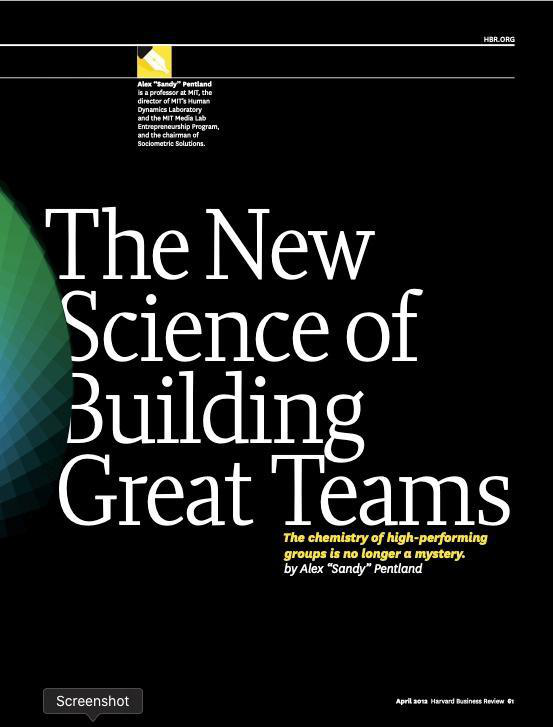 HBR.ORG
Alex “Sandy” Pentland
is a professor at MIT, the
director of MIT's Human
Dynamics Laboratory
and the MIT Media Lab
Entrepreneurship Program,
and the chairman of
Sociometric Solutions.
The New
Science of
Building
Great Teams
The chemistry of high-performing
groups is no longer a mystery.
by Alex “Sandy” Pentland
Screenshot
April 2012 Harvard Business Review 61